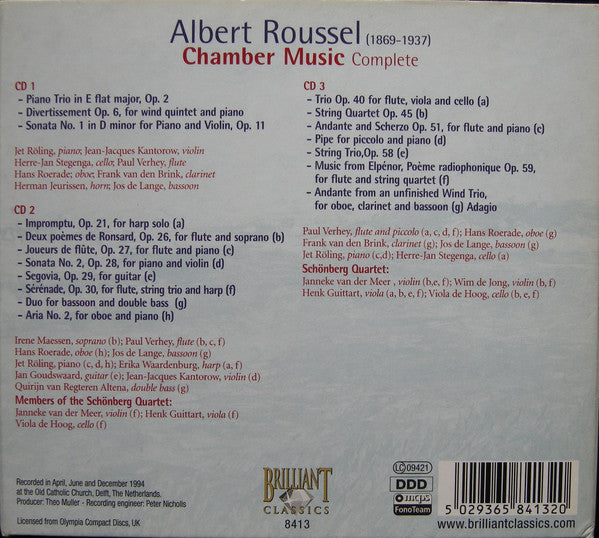 Albert Roussel (1869-1937)
Chamber Music Complete
CD 1
- Piano Trio in E flat major, Op. 2
- Divertissement Op. 6, for wind quintet and piano
- Sonata No. 1 in D minor for Piano and Violin, Op. 11
Jet Röling, piano; Jean-Jacques Kantorow, violin
Herre-Jan Stegenga, cello; Paul Verhey, flute
Hans Roerade; oboe; Frank van den Brink, clarinet
Herman Jeurissen, horn; Jos de Lange, bassoon
CD 2
- Impromptu, Op. 21, for harp solo (a)
- Deux poèmes de Ronsard, Op. 26, for flute and soprano (b)
- Joueurs de flûte, Op. 27, for flute and piano (c)
- Sonata No. 2, Op. 28, for piano and violin (d)
- Segovia, Op. 29, for guitar (e)
- Sérénade, Op. 30, for flute, string trio and harp (f)
- Duo for bassoon and double bass (g)
- Aria No. 2, for oboe and piano (h)
Irene Maessen, soprano (b); Paul Verhey, flute (b, c, f)
Hans Roerade, oboe (h); Jos de Lange, bassoon (g)
Jet Röling, piano (c, d, h); Erika Waardenburg, harp (a, f)
Jan Goudswaard, guitar (e); Jean-Jacques Kantorow, violin (d)
Quirijn van Regteren Altena, double bass (g)
Members of the Schönberg Quartet:
Janneke van der Meer, violin (f); Henk Guittart, viola (f)
Viola de Hoog, cello (f)
CD 3
- Trio Op. 40 for flute, viola and cello (a)
- String Quartet Op. 45 (b)
- Andante and Scherzo Op. 51, for flute and piano (c)
- Pipe for piccolo and piano (d)
- String Trio,Op. 58 (e)
- Music from Elpénor, Poème radiophonique Op. 59,
for flute and string quartet (f)
- Andante from an unfinished Wind Trio,
for oboe, clarinet and bassoon (g) Adagio
Paul Verhey, flute and piccolo (a, c, d, f); Hans Roerade, oboe (g)
Frank van den Brink, clarinet (g); Jos de Lange, bassoon (g)
Jet Röling, piano (c,d); Herre-Jan Stegenga, cello (a)
Schönberg Quartet:
Janneke van der Meer , violin (b,e, f); Wim de Jong, violin (b, f)
Henk Guittart, viola (a, b, e, f); Viola de Hoog, cello (b, e, f)
Recorded in April, June and December 1994
at the Old Catholic Church, Delft, The Netherlands.
Producer: Theo Muller - Recording engineer: Peter Nicholls
Licensed from Olympia Compact Discs, UK
BRILLIANT
CLASSICS
8413
LC 09421
DDD
mcps
FonoTeam
5 029365 841320
www.brilliantclassics.com